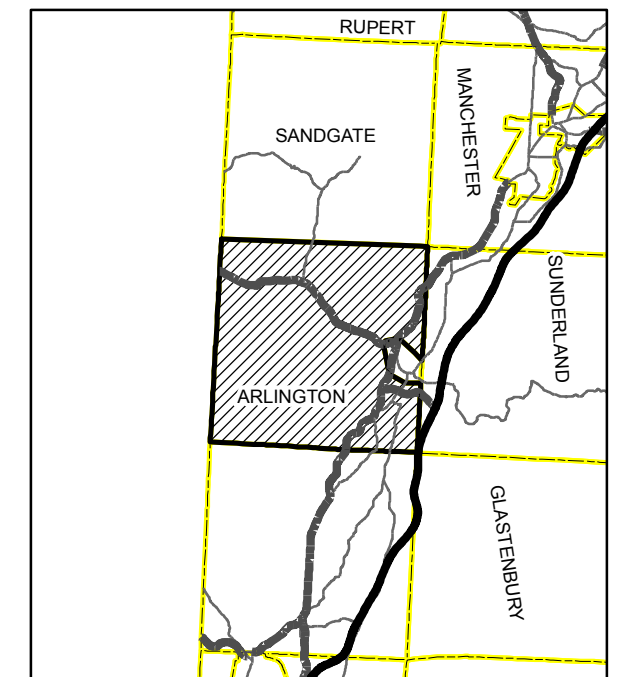 RUPERT
MANCHESTER
SANDGATE
SUNDERLAND
ARLINGTON
GLASTENBURY